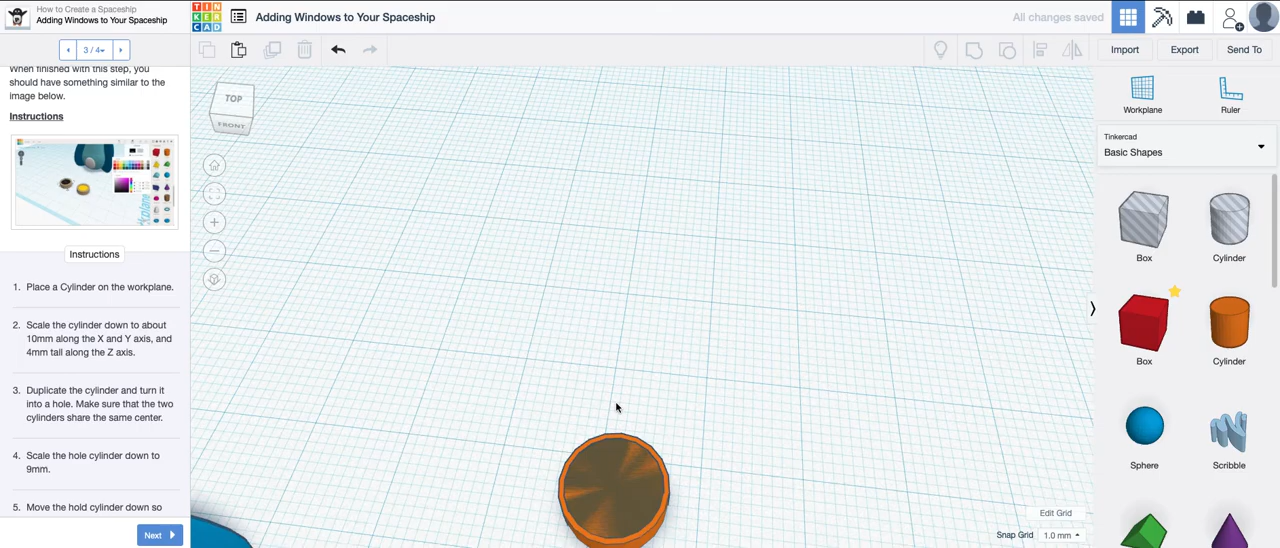 How to Create a Spaceship
Adding Windows to Your Spaceship
TIN
KER
CAD
Adding Windows to Your Spaceship
All changes saved
3 / 4
Import
Export
Send To
When finished with this step, you
should have something similar to the
image below.
Instructions
Instructions
1. Place a Cylinder on the workplane.
2. Scale the cylinder down to about
10mm along the X and Y axis, and
4mm tall along the Z axis.
3. Duplicate the cylinder and turn it
into a hole. Make sure that the two
cylinders share the same center.
4. Scale the hole cylinder down to
9mm.
5. Move the hold cylinder down so
Next
TOP
FRONT
Edit Grid
Snap Grid 1.0 mm
Workplane
Ruler
Tinkercad
Basic Shapes
Box
Cylinder
Box
Cylinder
Sphere
Scribble